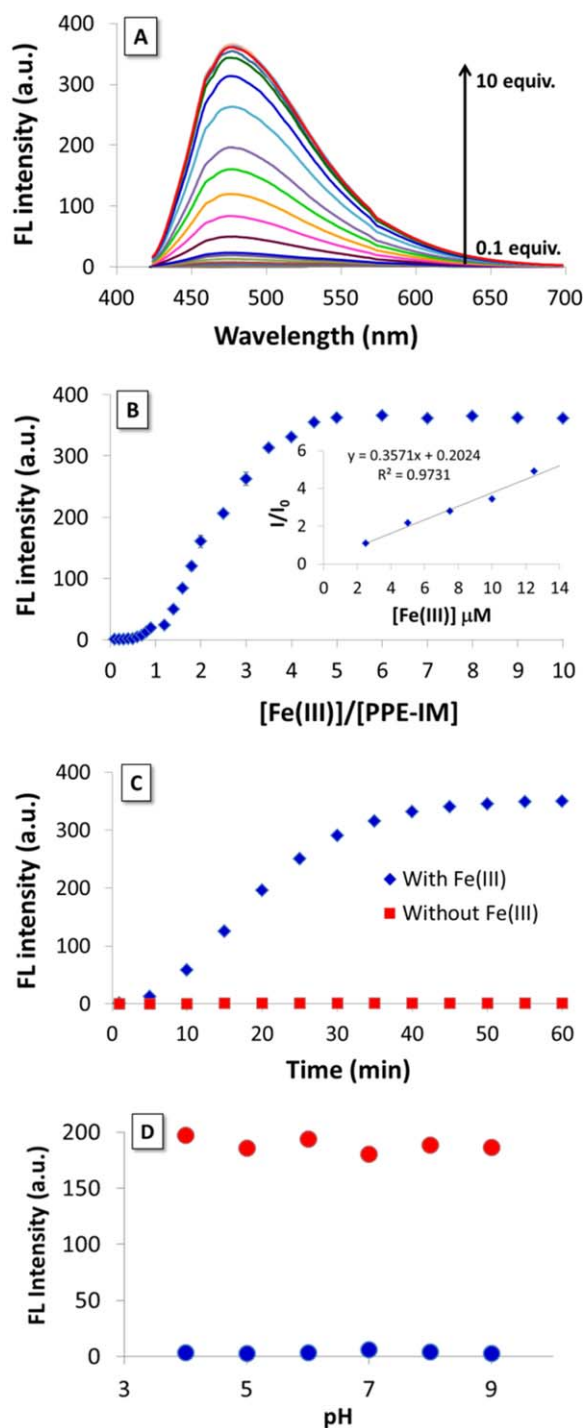 A
FL intensity (a.u.)
400
300
200
100
0
10 equiv.
0.1 equiv.
400 450 500 550 600 650 700
Wavelength (nm)
B
FL intensity (a.u.)
400
300
200
100
0
y = 0.3571x + 0.2024
R² = 0.9731
I/I₀
6
4
2
0
0 2 4 6 8 10 12 14
[Fe(III)] μM
0 1 2 3 4 5 6 7 8 9 10
[Fe(III)]/[PPE-IM]
C
FL intensity (a.u.)
400
300
200
100
0
With Fe(III)
Without Fe(III)
0 10 20 30 40 50 60
Time (min)
D
FL Intensity (a.u.)
200
150
100
50
0
3 5 7 9
pH